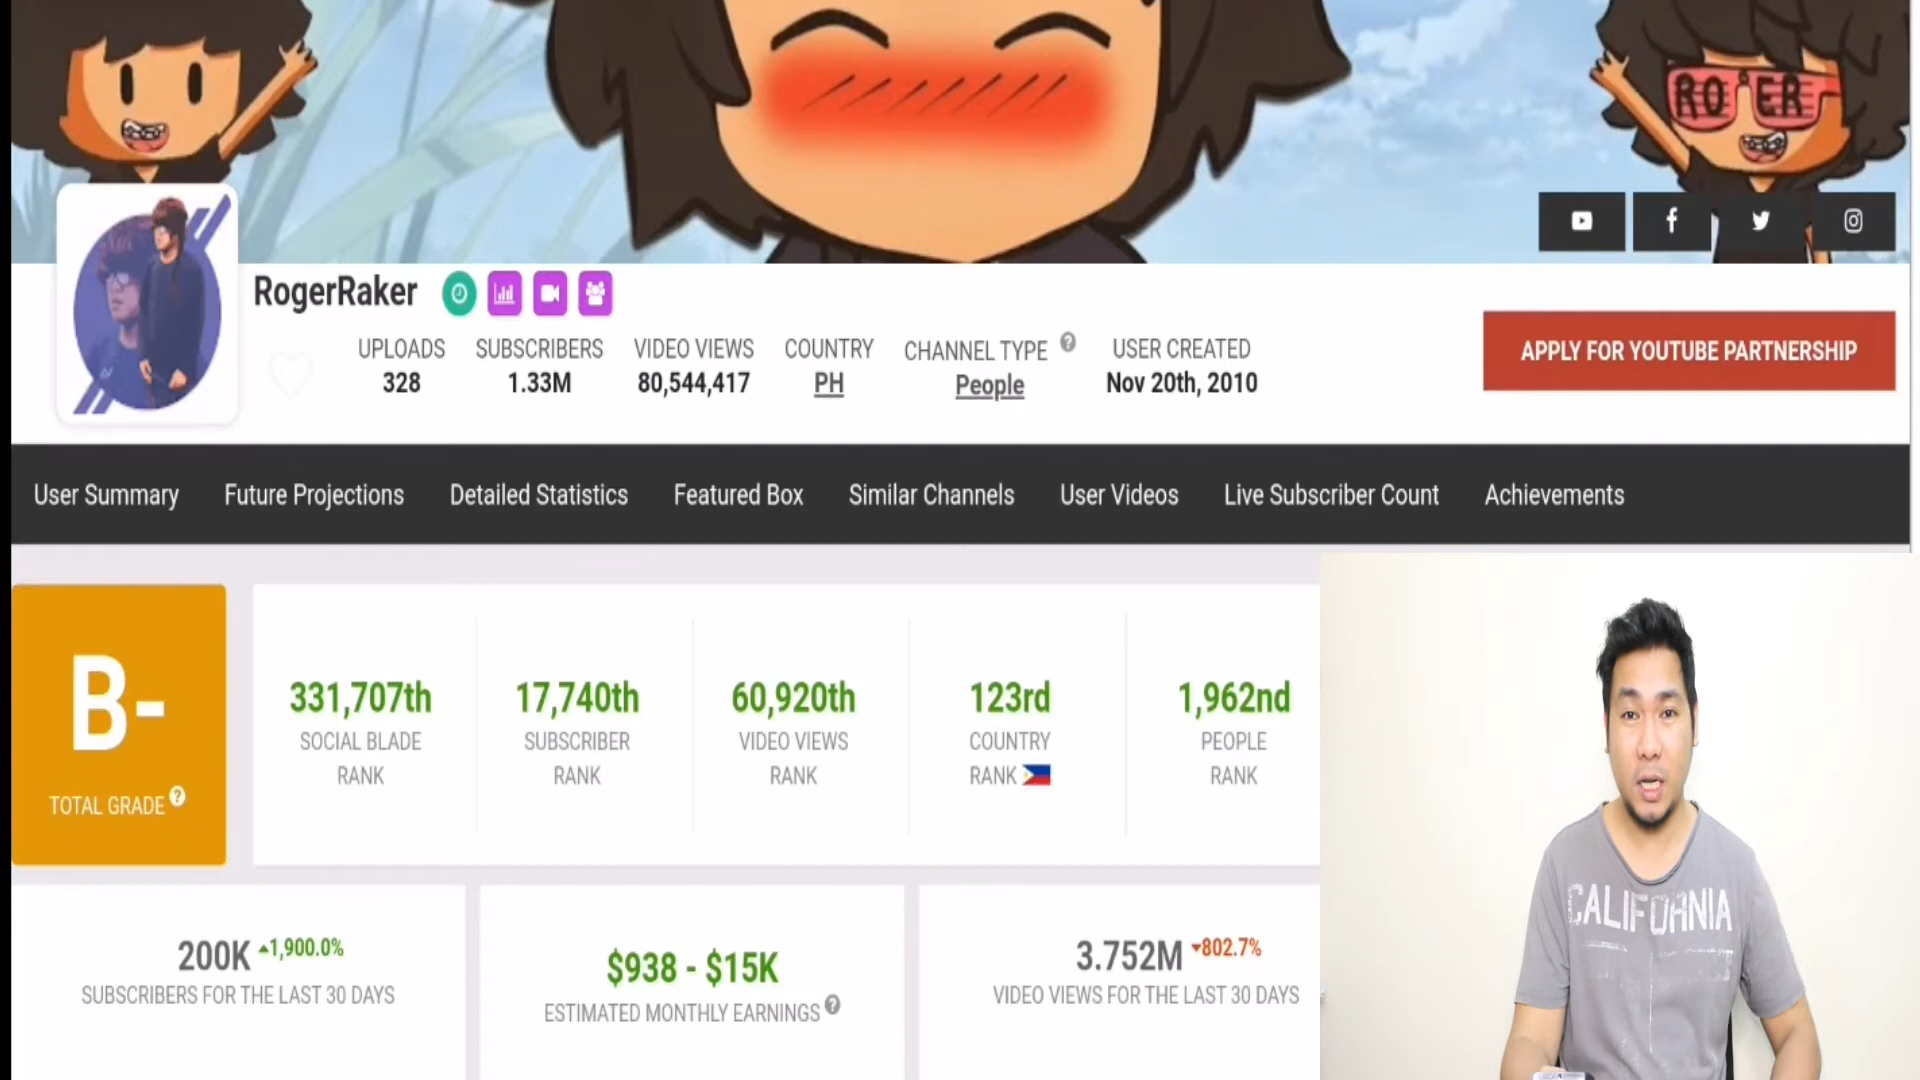 RO ER
RogerRaker
UPLOADS SUBSCRIBERS VIDEO VIEWS COUNTRY CHANNEL TYPE ? USER CREATED
328 1.33M 80,544,417 PH People Nov 20th, 2010
APPLY FOR YOUTUBE PARTNERSHIP
User Summary Future Projections Detailed Statistics Featured Box Similar Channels User Videos Live Subscriber Count Achievements
B-
TOTAL GRADE ?
331,707th 17,740th 60,920th 123rd 1,962nd
SOCIAL BLADE SUBSCRIBER VIDEO VIEWS COUNTRY PEOPLE
RANK RANK RANK RANK RANK
200K 1,900.0%
SUBSCRIBERS FOR THE LAST 30 DAYS
$938 - $15K
ESTIMATED MONTHLY EARNINGS ?
3.752M 802.7%
VIDEO VIEWS FOR THE LAST 30 DAYS
CALIFORNIA